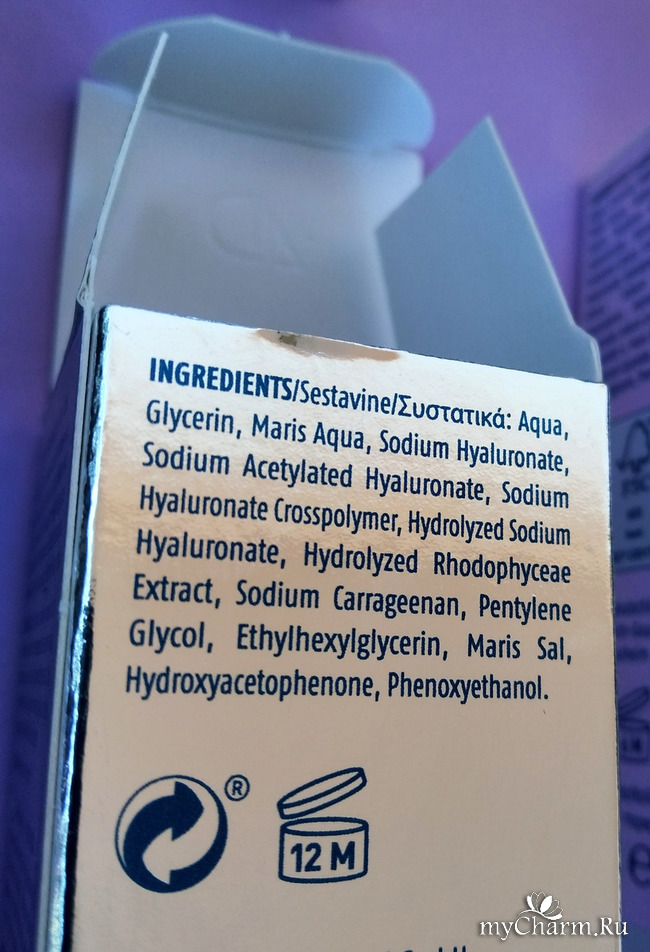 INGREDIENTS/Sestavine/Συστατικά: Aqua,
Glycerin, Maris Aqua, Sodium Hyaluronate,
Sodium Acetylated Hyaluronate, Sodium
Hyaluronate Crosspolymer, Hydrolyzed Sodium
Hyaluronate, Hydrolyzed Rhodophyceae
Extract, Sodium Carrageenan, Pentylene
Glycol, Ethylhexylglycerin, Maris Sal,
Hydroxyacetophenone, Phenoxyethanol.
®
12 M
myCharm.Ru